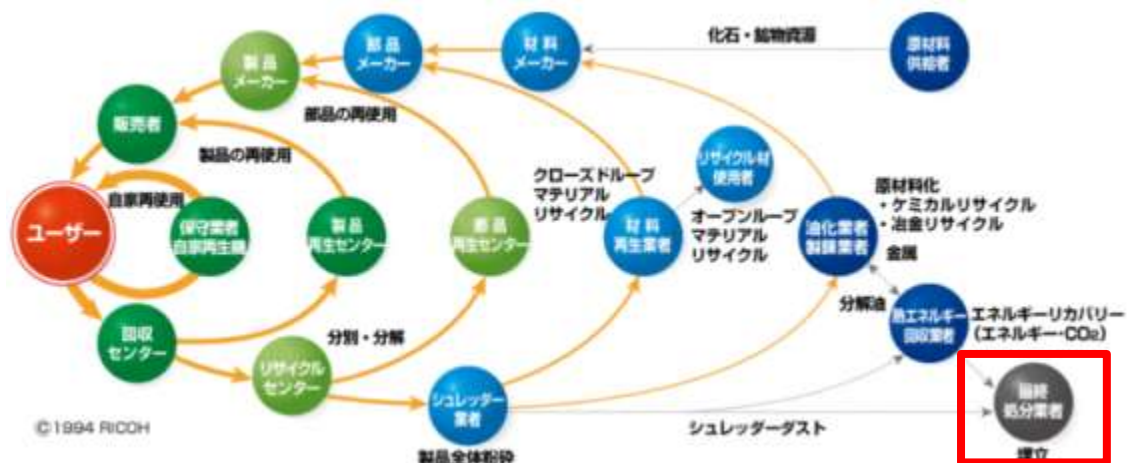 化石・鉱物資源
原材料
供給者
材料
メーカー
部品
メーカー
製品
メーカー
部品の再使用
販売者
製品の再使用
自家再使用
ユーザー
保守業者
自家再生機
製品
再生センター
部品
再生センター
クローズドループ
マテリアル
リサイクル
材料
再生業者
リサイクル材
使用者
オープンループ
マテリアル
リサイクル
油化業者
製錬業者
原材料化
・ケミカルリサイクル
・冶金リサイクル
金属
分解油
熱エネルギー
回収業者
エネルギーリカバリー
(エネルギー・CO₂)
回収
センター
分別・分解
リサイクル
センター
シュレッダー
業者
製品全体粉砕
シュレッダーダスト
最終
処分業者
埋立
©1994 RICOH